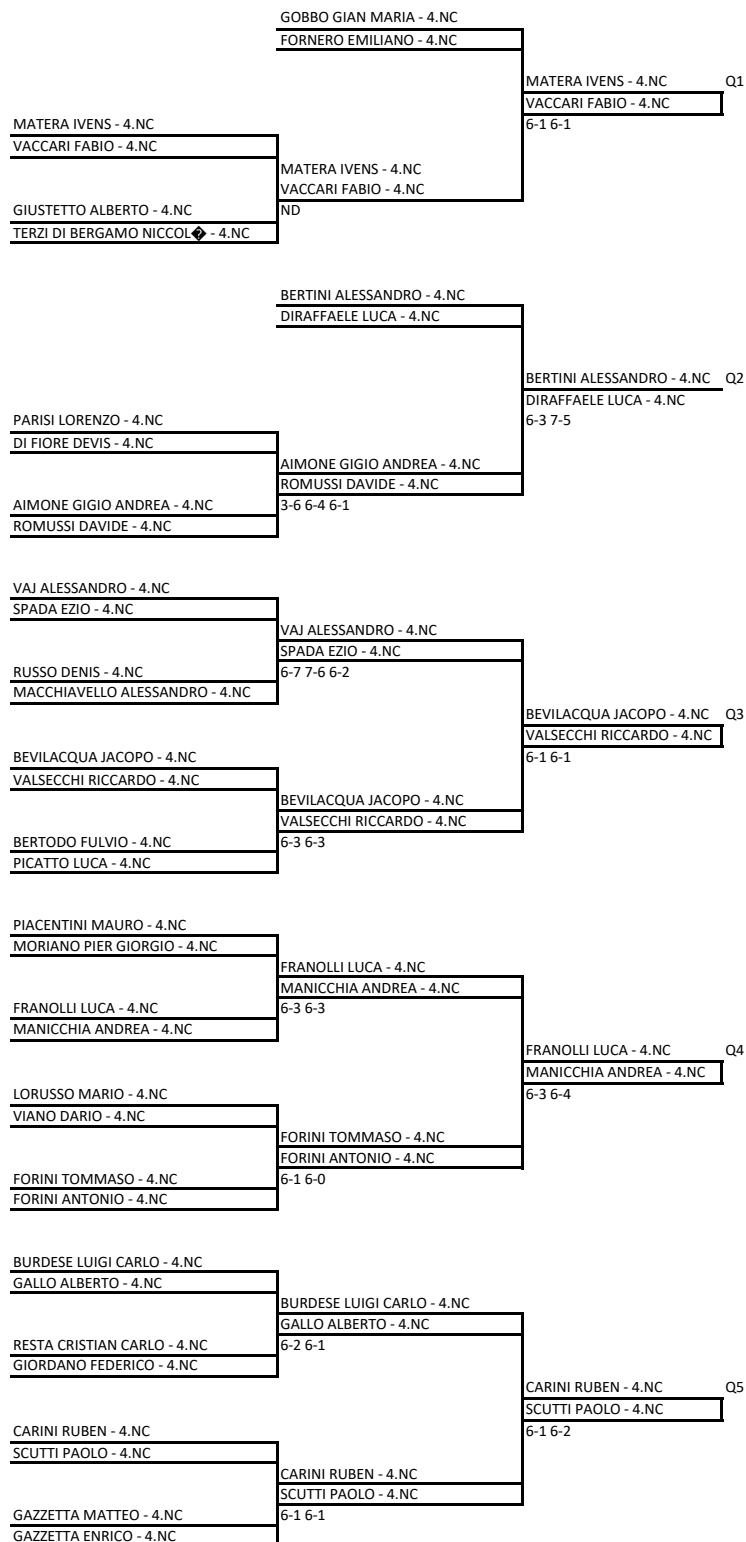 GOBBO GIAN MARIA - 4.NC
FORNERO EMILIANO - 4.NC
MATERA IVENS - 4.NC Q1
VACCARI FABIO - 4.NC
MATERA IVENS - 4.NC 6-1 6-1
VACCARI FABIO - 4.NC
MATERA IVENS - 4.NC
VACCARI FABIO - 4.NC
GIUSTETTO ALBERTO - 4.NC ND
TERZI DI BERGAMO NICCOL� - 4.NC
BERTINI ALESSANDRO - 4.NC
DIRAFFAELE LUCA - 4.NC
BERTINI ALESSANDRO - 4.NC Q2
DIRAFFAELE LUCA - 4.NC
PARISI LORENZO - 4.NC 6-3 7-5
DI FIORE DEVIS - 4.NC
AIMONE GIGIO ANDREA - 4.NC
ROMUSSI DAVIDE - 4.NC
AIMONE GIGIO ANDREA - 4.NC 3-6 6-4 6-1
ROMUSSI DAVIDE - 4.NC
VAJ ALESSANDRO - 4.NC
SPADA EZIO - 4.NC
VAJ ALESSANDRO - 4.NC
SPADA EZIO - 4.NC
RUSSO DENIS - 4.NC 6-7 7-6 6-2
MACCHIAVELLO ALESSANDRO - 4.NC
BEVILACQUA JACOPO - 4.NC Q3
VALSECCHI RICCARDO - 4.NC
BEVILACQUA JACOPO - 4.NC 6-1 6-1
VALSECCHI RICCARDO - 4.NC
BEVILACQUA JACOPO - 4.NC
VALSECCHI RICCARDO - 4.NC
BERTODO FULVIO - 4.NC 6-3 6-3
PICATTO LUCA - 4.NC
PIACENTINI MAURO - 4.NC
MORIANO PIER GIORGIO - 4.NC
FRANOLLI LUCA - 4.NC
MANICCHIA ANDREA - 4.NC
FRANOLLI LUCA - 4.NC 6-3 6-3
MANICCHIA ANDREA - 4.NC
FRANOLLI LUCA - 4.NC Q4
MANICCHIA ANDREA - 4.NC
LORUSSO MARIO - 4.NC 6-3 6-4
VIANO DARIO - 4.NC
FORINI TOMMASO - 4.NC
FORINI ANTONIO - 4.NC
FORINI TOMMASO - 4.NC 6-1 6-0
FORINI ANTONIO - 4.NC
BURDESE LUIGI CARLO - 4.NC
GALLO ALBERTO - 4.NC
BURDESE LUIGI CARLO - 4.NC
GALLO ALBERTO - 4.NC
RESTA CRISTIAN CARLO - 4.NC 6-2 6-1
GIORDANO FEDERICO - 4.NC
CARINI RUBEN - 4.NC Q5
SCUTTI PAOLO - 4.NC
CARINI RUBEN - 4.NC 6-1 6-2
SCUTTI PAOLO - 4.NC
CARINI RUBEN - 4.NC
SCUTTI PAOLO - 4.NC
GAZZETTA MATTEO - 4.NC 6-1 6-1
GAZZETTA ENRICO - 4.NC